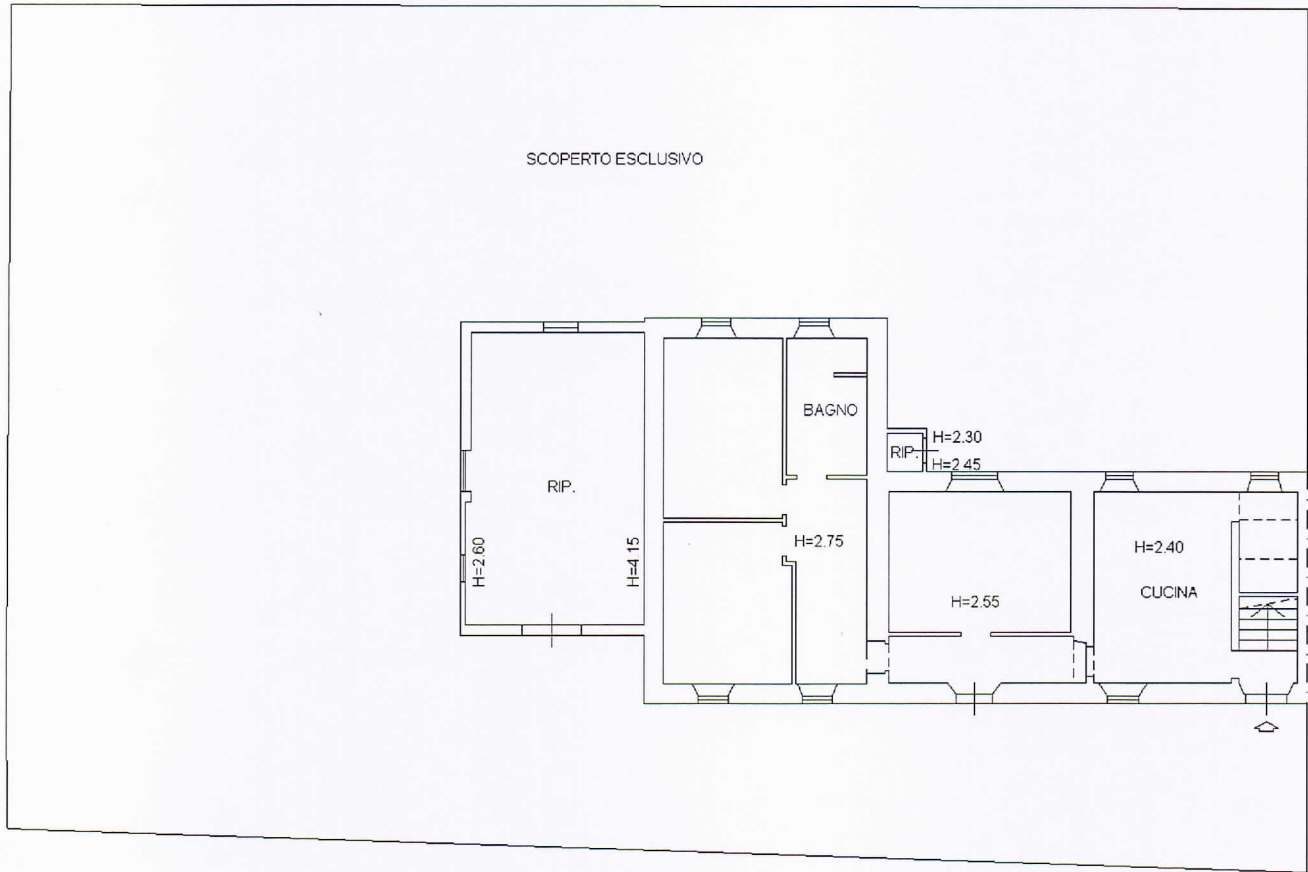 SCOPERTO ESCLUSIVO
BAGNO
RIP.
H=2.30
H=2.45
RIP.
H=2.60
H=4.15
H=2.75
H=2.55
H=2.40
CUCINA